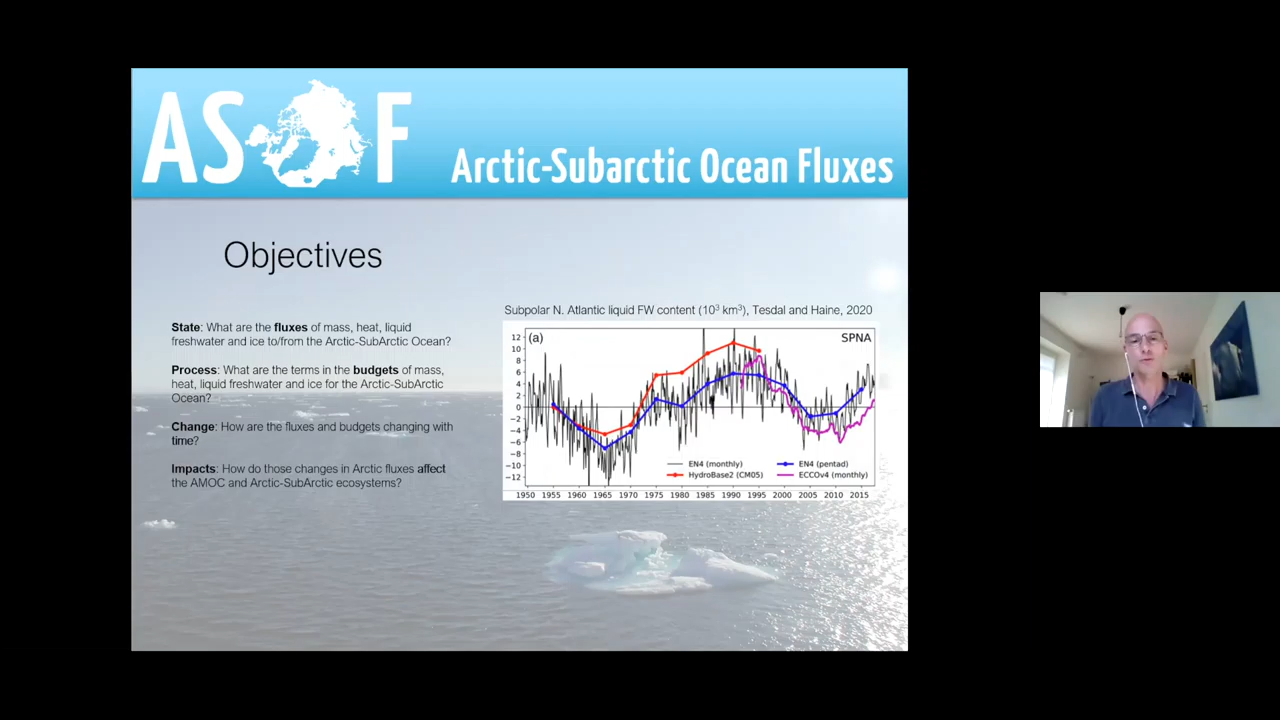 AS F
Arctic-Subarctic Ocean Fluxes
Objectives
State: What are the fluxes of mass, heat, liquid
freshwater and ice to/from the Arctic-SubArctic Ocean?
Process: What are the terms in the budgets of mass,
heat, liquid freshwater and ice for the Arctic-SubArctic
Ocean?
Change: How are the fluxes and budgets changing with
time?
Impacts: How do those changes in Arctic fluxes affect
the AMOC and Arctic-SubArctic ecosystems?
Subpolar N. Atlantic liquid FW content (10³ km³), Tesdal and Haine, 2020
(a)
SPNA
12
10
8
6
4
2
0
−2
−4
−6
−8
−10
−12
EN4 (monthly)
HydroBase2 (CM05)
EN4 (pentad)
ECCOv4 (monthly)
1950 1955 1960 1965 1970 1975 1980 1985 1990 1995 2000 2005 2010 2015